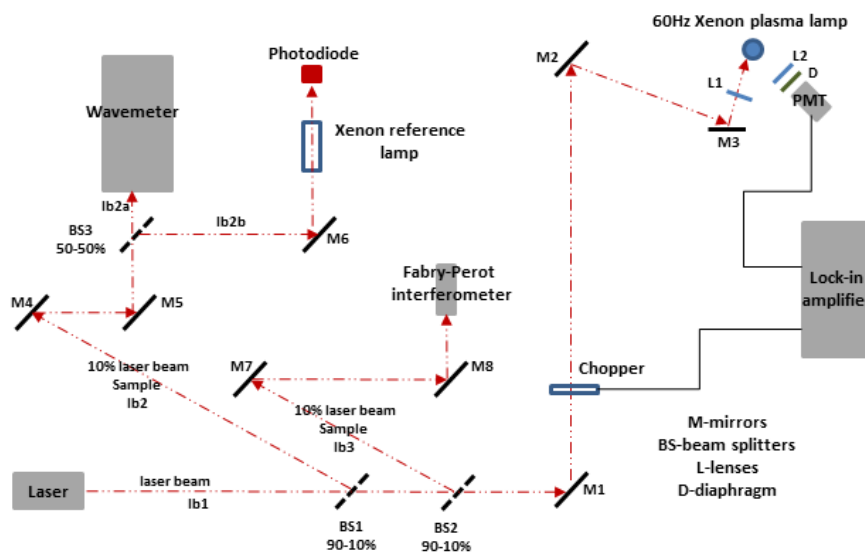 60Hz Xenon plasma lamp
Photodiode
M2
L2
D
L1
PMT
Wavemeter
Xenon reference
lamp
M3
Ib2a
BS3
50-50%
Ib2b
M6
Fabry-Perot
interferometer
Lock-in
amplifier
M4
M5
M7
M8
Chopper
10% laser beam
Sample
Ib2
10% laser beam
Sample
Ib3
M-mirrors
BS-beam splitters
L-lenses
D-diaphragm
Laser
laser beam
Ib1
M1
BS1
90-10%
BS2
90-10%